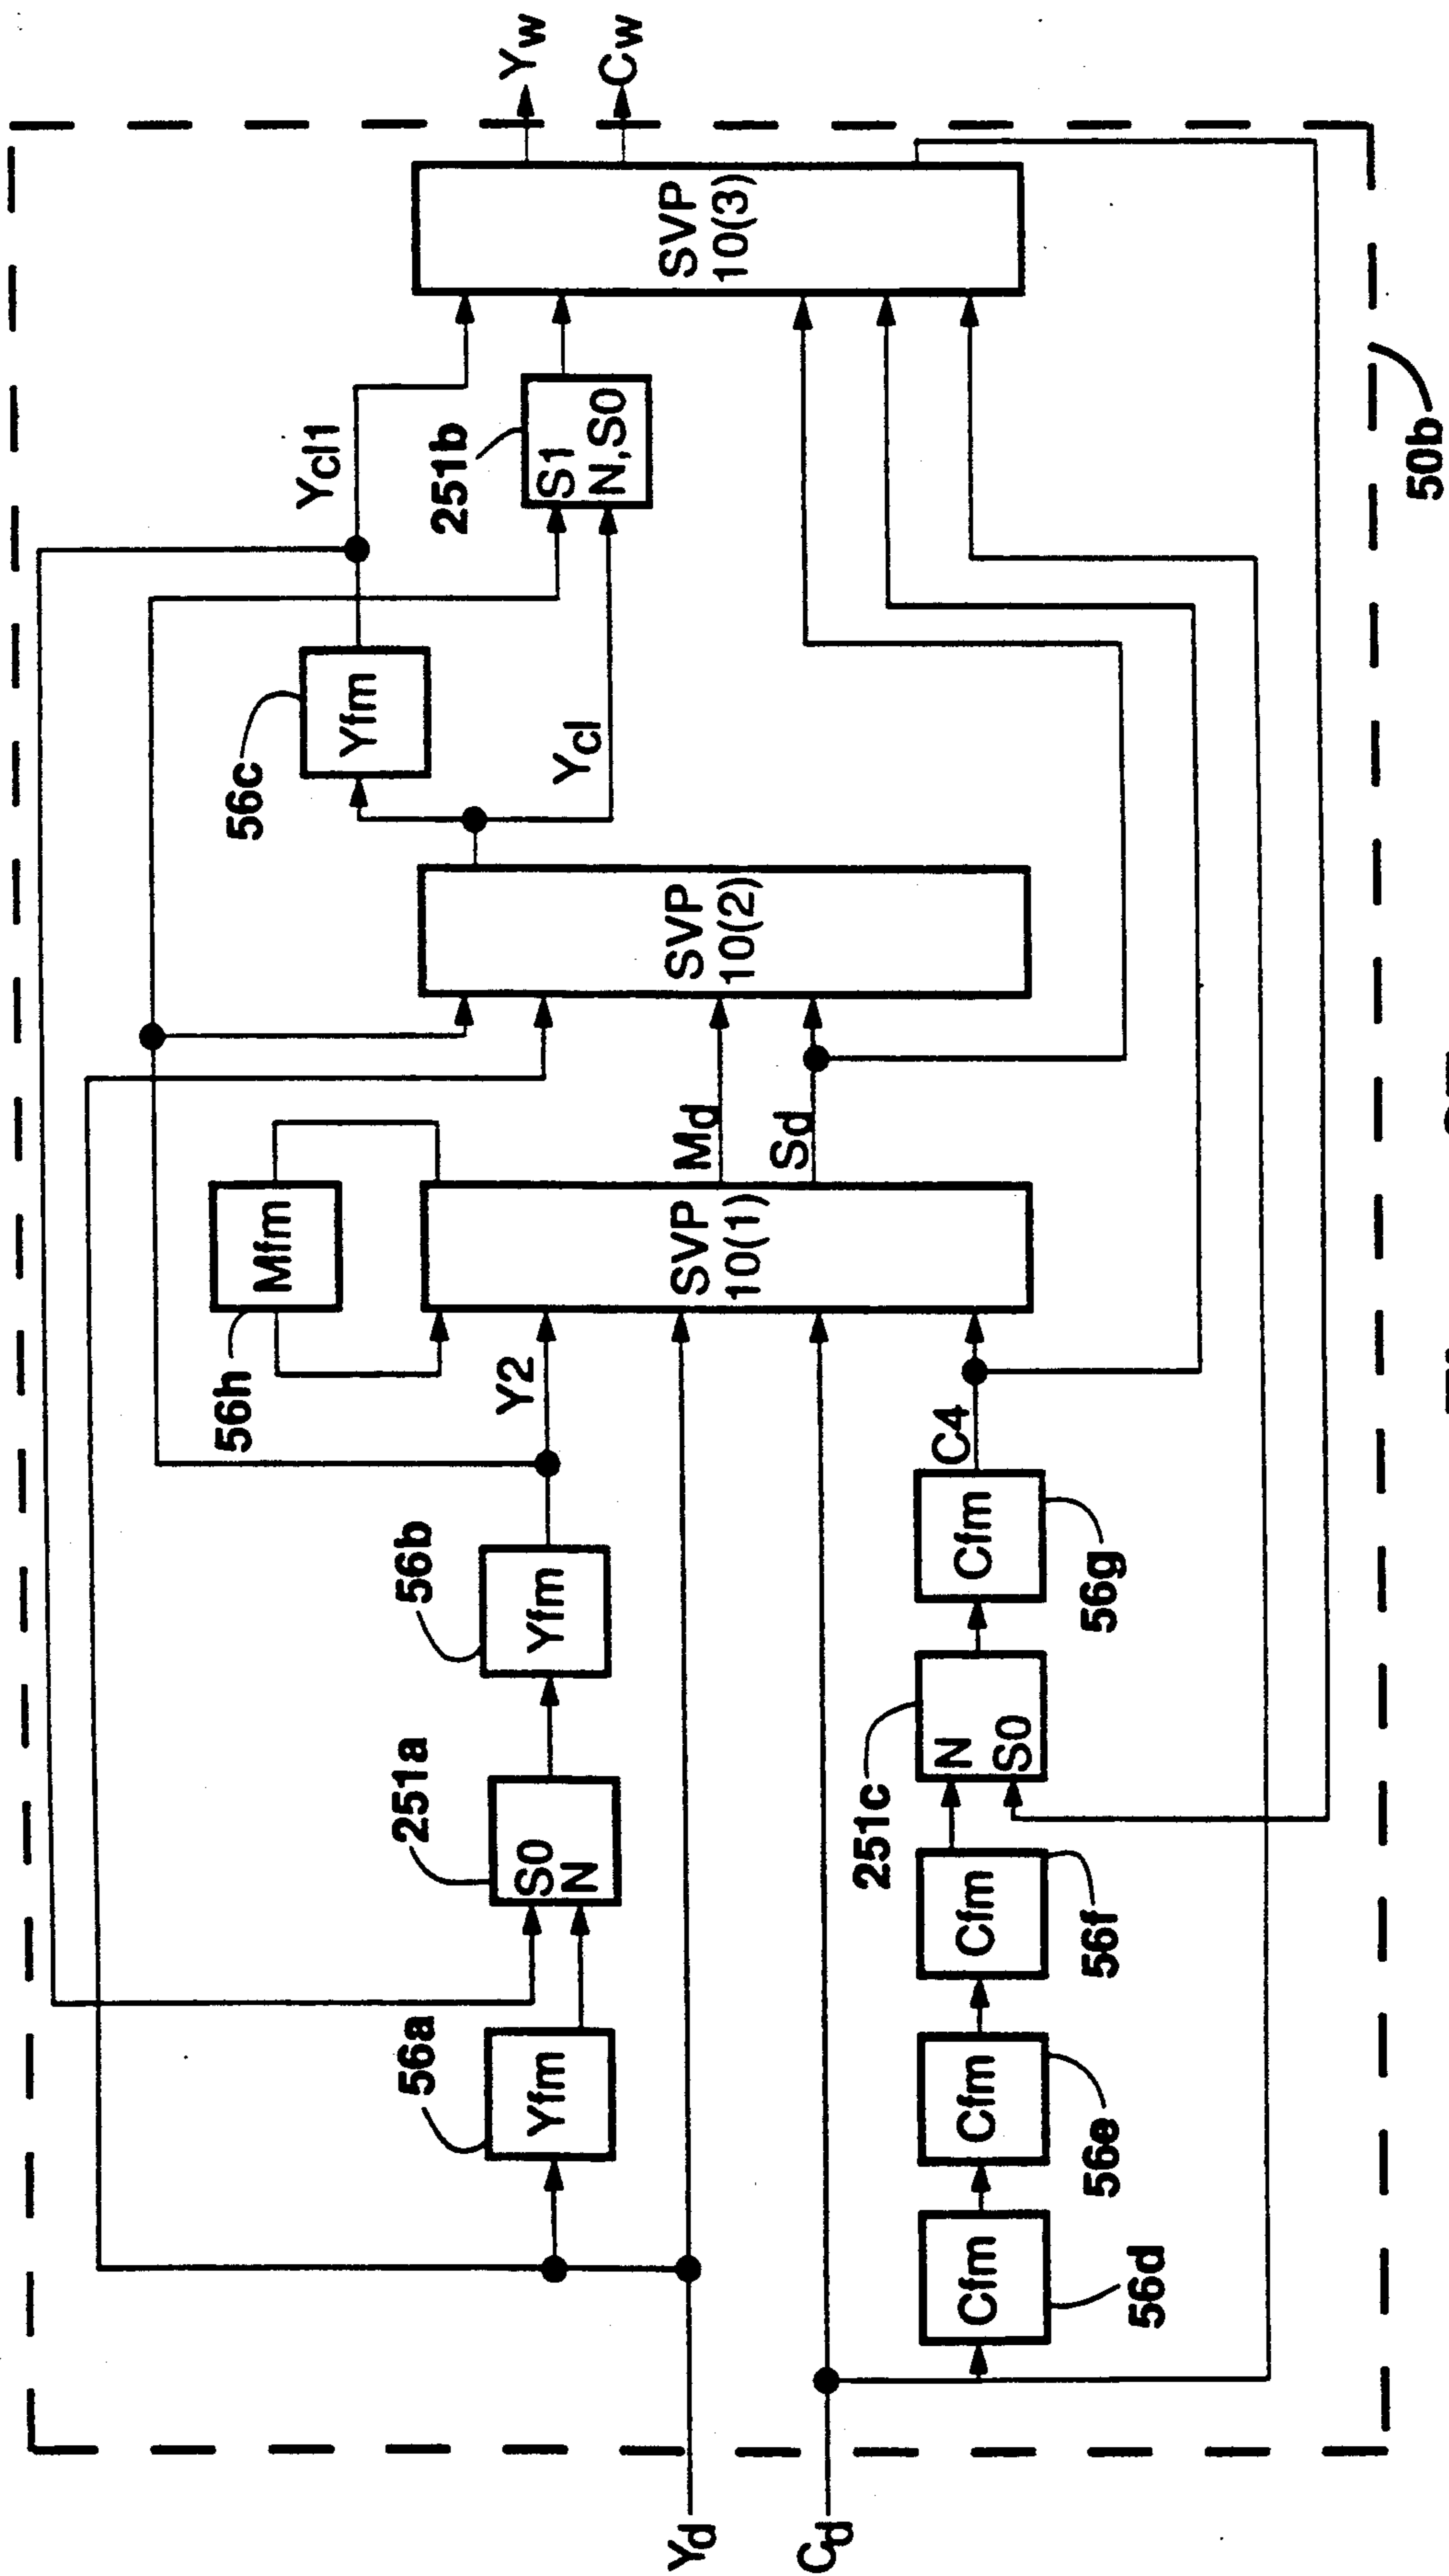 Yw
Cw
SVP
10(3)
Ycl1
251b
S1
N,S0
56c
Yfm
Ycl
SVP
10(2)
Md
Sd
Mfm
56h
SVP
10(1)
Y2
56b
Yfm
C4
Cfm
56g
251a
S0
N
251c
N
S0
56a
Yfm
Cfm
56f
Cfm
56e
Cfm
56d
Yd
Cd
50b